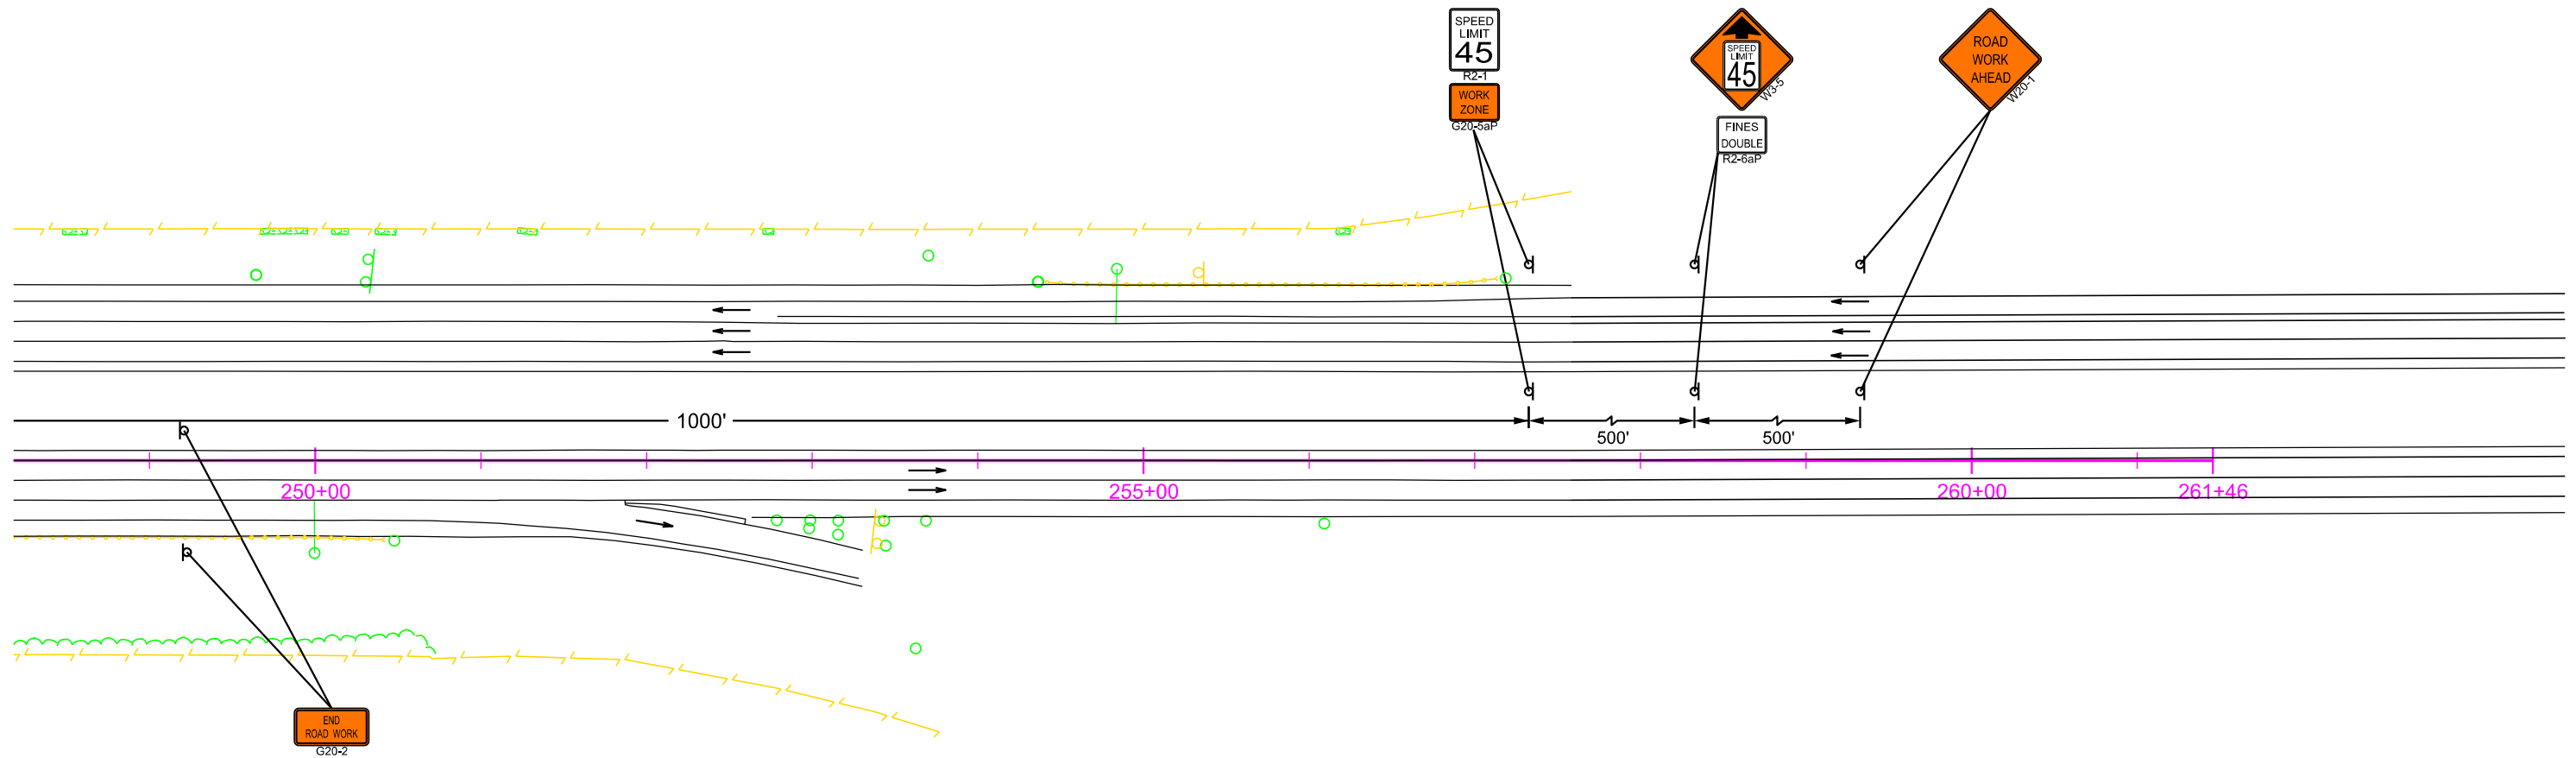 SPEED
LIMIT
45
R2-1
WORK
ZONE
G20-5aP
SPEED
LIMIT
45
W3-5
FINES
DOUBLE
R2-6aP
ROAD
WORK
AHEAD
W20-1
1000'
500'
500'
250+00
255+00
260+00
261+46
END
ROAD WORK
G20-2